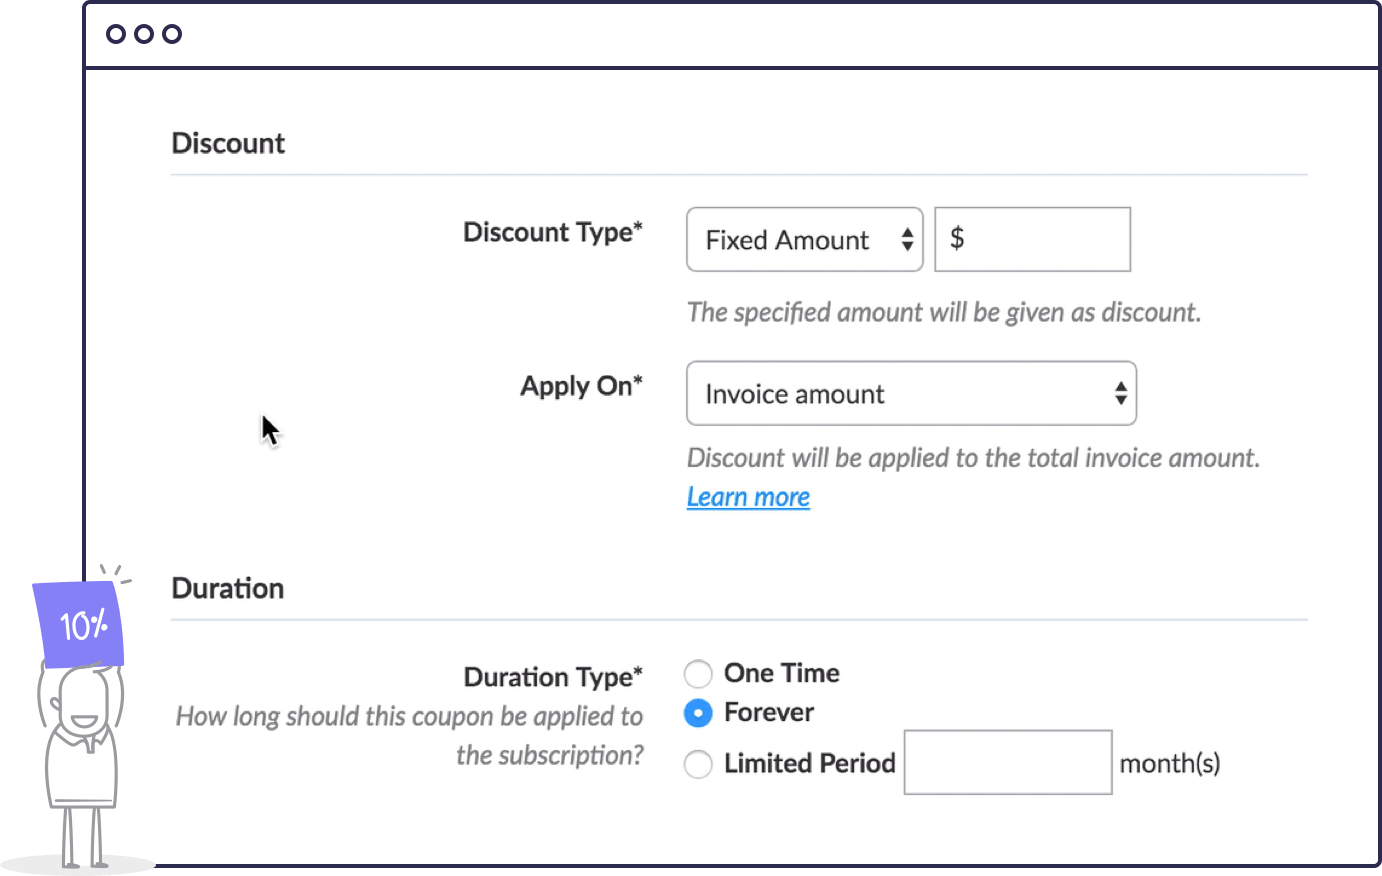 Discount
Discount Type*
Fixed Amount
$
The specified amount will be given as discount.
Apply On*
Invoice amount
Discount will be applied to the total invoice amount.
Learn more
10%
Duration
Duration Type*
How long should this coupon be applied to
the subscription?
One Time
Forever
Limited Period
month(s)